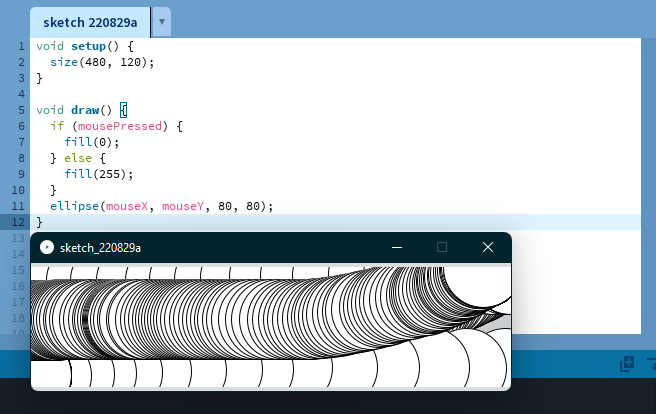 sketch 220829a ▼
1 void setup() {
2   size(480, 120);
3 }
4
5 void draw() {
6   if (mousePressed) {
7     fill(0);
8   } else {
9     fill(255);
10   }
11   ellipse(mouseX, mouseY, 80, 80);
12 }
13
sketch_220829a
14
15
16
17
18
19